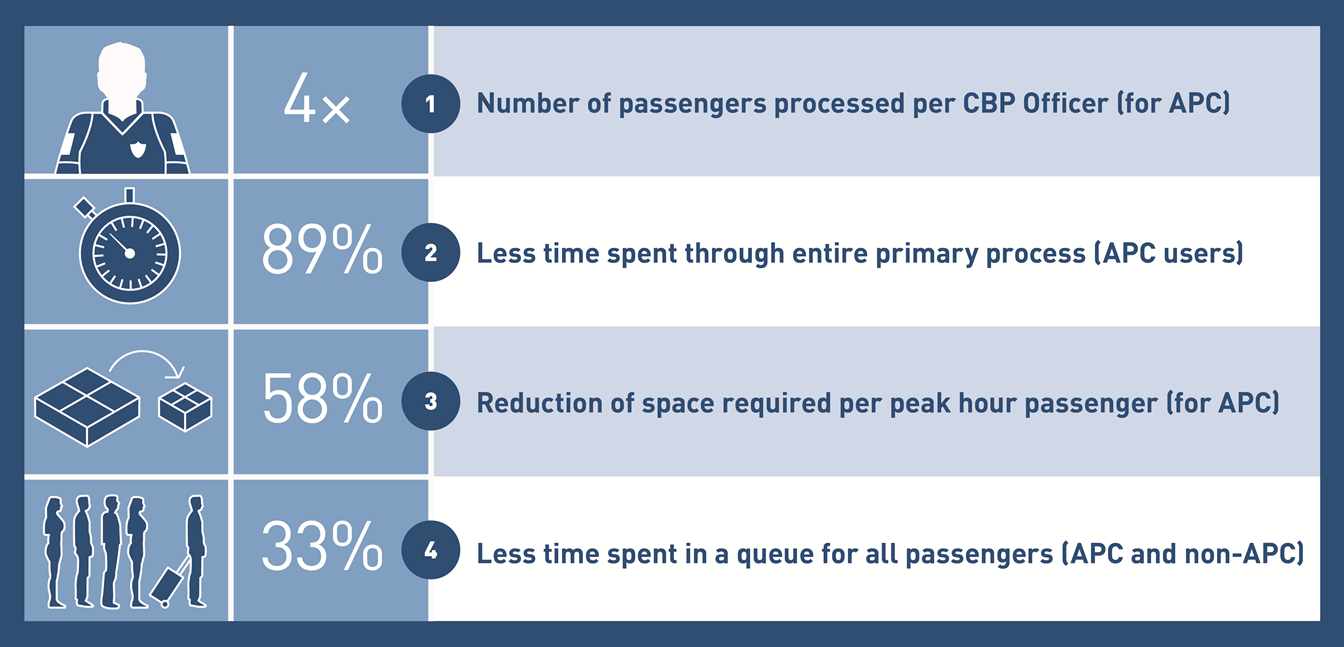 4×
1
Number of passengers processed per CBP Officer (for APC)
89%
2
Less time spent through entire primary process (APC users)
58%
3
Reduction of space required per peak hour passenger (for APC)
33%
4
Less time spent in a queue for all passengers (APC and non-APC)